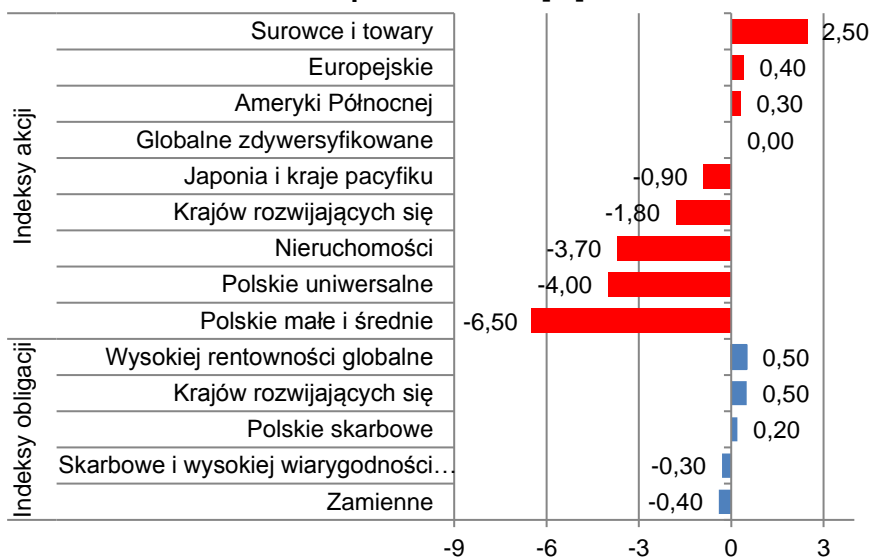 Indeksy akcji
Surowce i towary 2,50
Europejskie 0,40
Ameryki Północnej 0,30
Globalne zdywersyfikowane 0,00
Japonia i kraje pacyfiku -0,90
Krajów rozwijających się -1,80
Nieruchomości -3,70
Polskie uniwersalne -4,00
Polskie małe i średnie -6,50
Indeksy obligacji
Wysokiej rentowności globalne 0,50
Krajów rozwijających się 0,50
Polskie skarbowe 0,20
Skarbowe i wysokiej wiarygodności… -0,30
Zamienne -0,40
-9 -6 -3 0 3